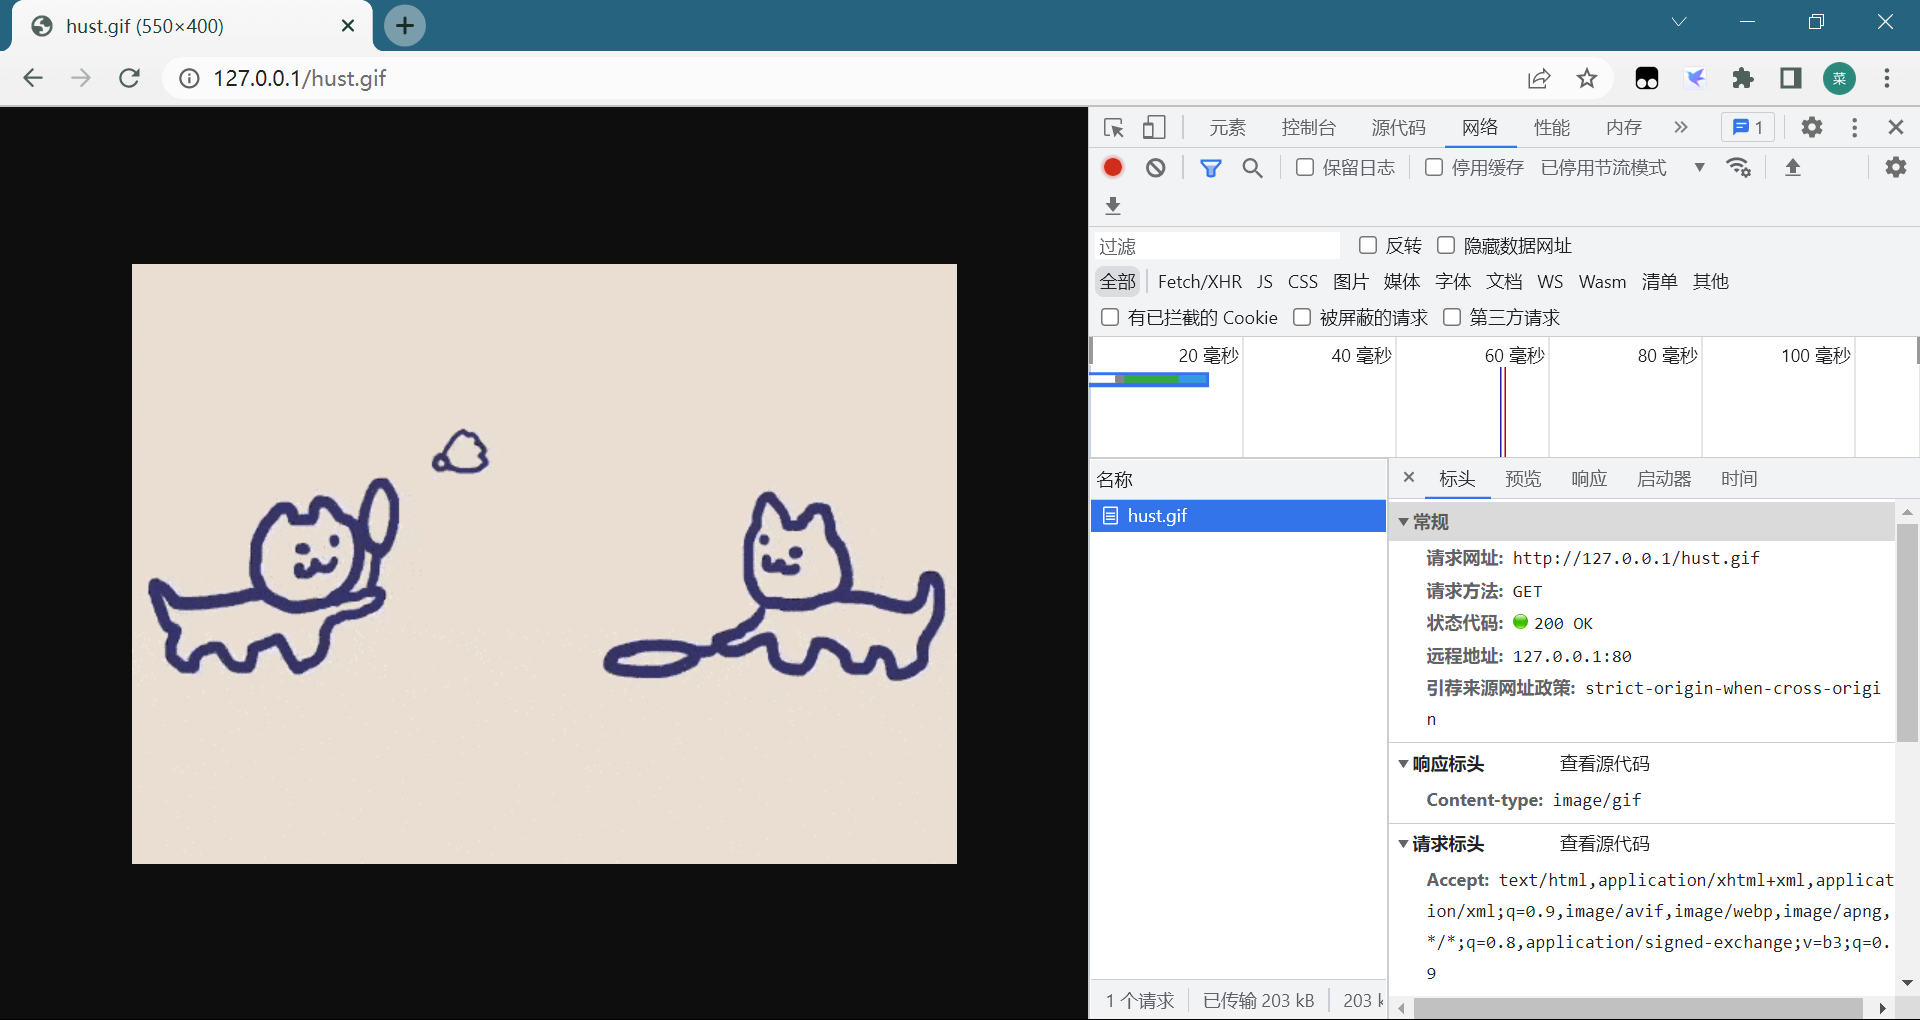 hust.gif (550×400)
127.0.0.1/hust.gif
菜
元素 控制台 源代码 网络 性能 内存 1
保留日志 停用缓存 已停用节流模式
过滤 反转 隐藏数据网址
全部 Fetch/XHR JS CSS 图片 媒体 字体 文档 WS Wasm 清单 其他
有已拦截的 Cookie 被屏蔽的请求 第三方请求
20 毫秒 40 毫秒 60 毫秒 80 毫秒 100 毫秒
名称
hust.gif
标头 预览 响应 启动器 时间
常规
请求网址: http://127.0.0.1/hust.gif
请求方法: GET
状态代码: 200 OK
远程地址: 127.0.0.1:80
引荐来源网址政策: strict-origin-when-cross-origi
n
响应标头 查看源代码
Content-type: image/gif
请求标头 查看源代码
Accept: text/html,application/xhtml+xml,applicat
ion/xml;q=0.9,image/avif,image/webp,image/apng,
*/*;q=0.8,application/signed-exchange;v=b3;q=0.
9
1 个请求 已传输 203 kB 203 k